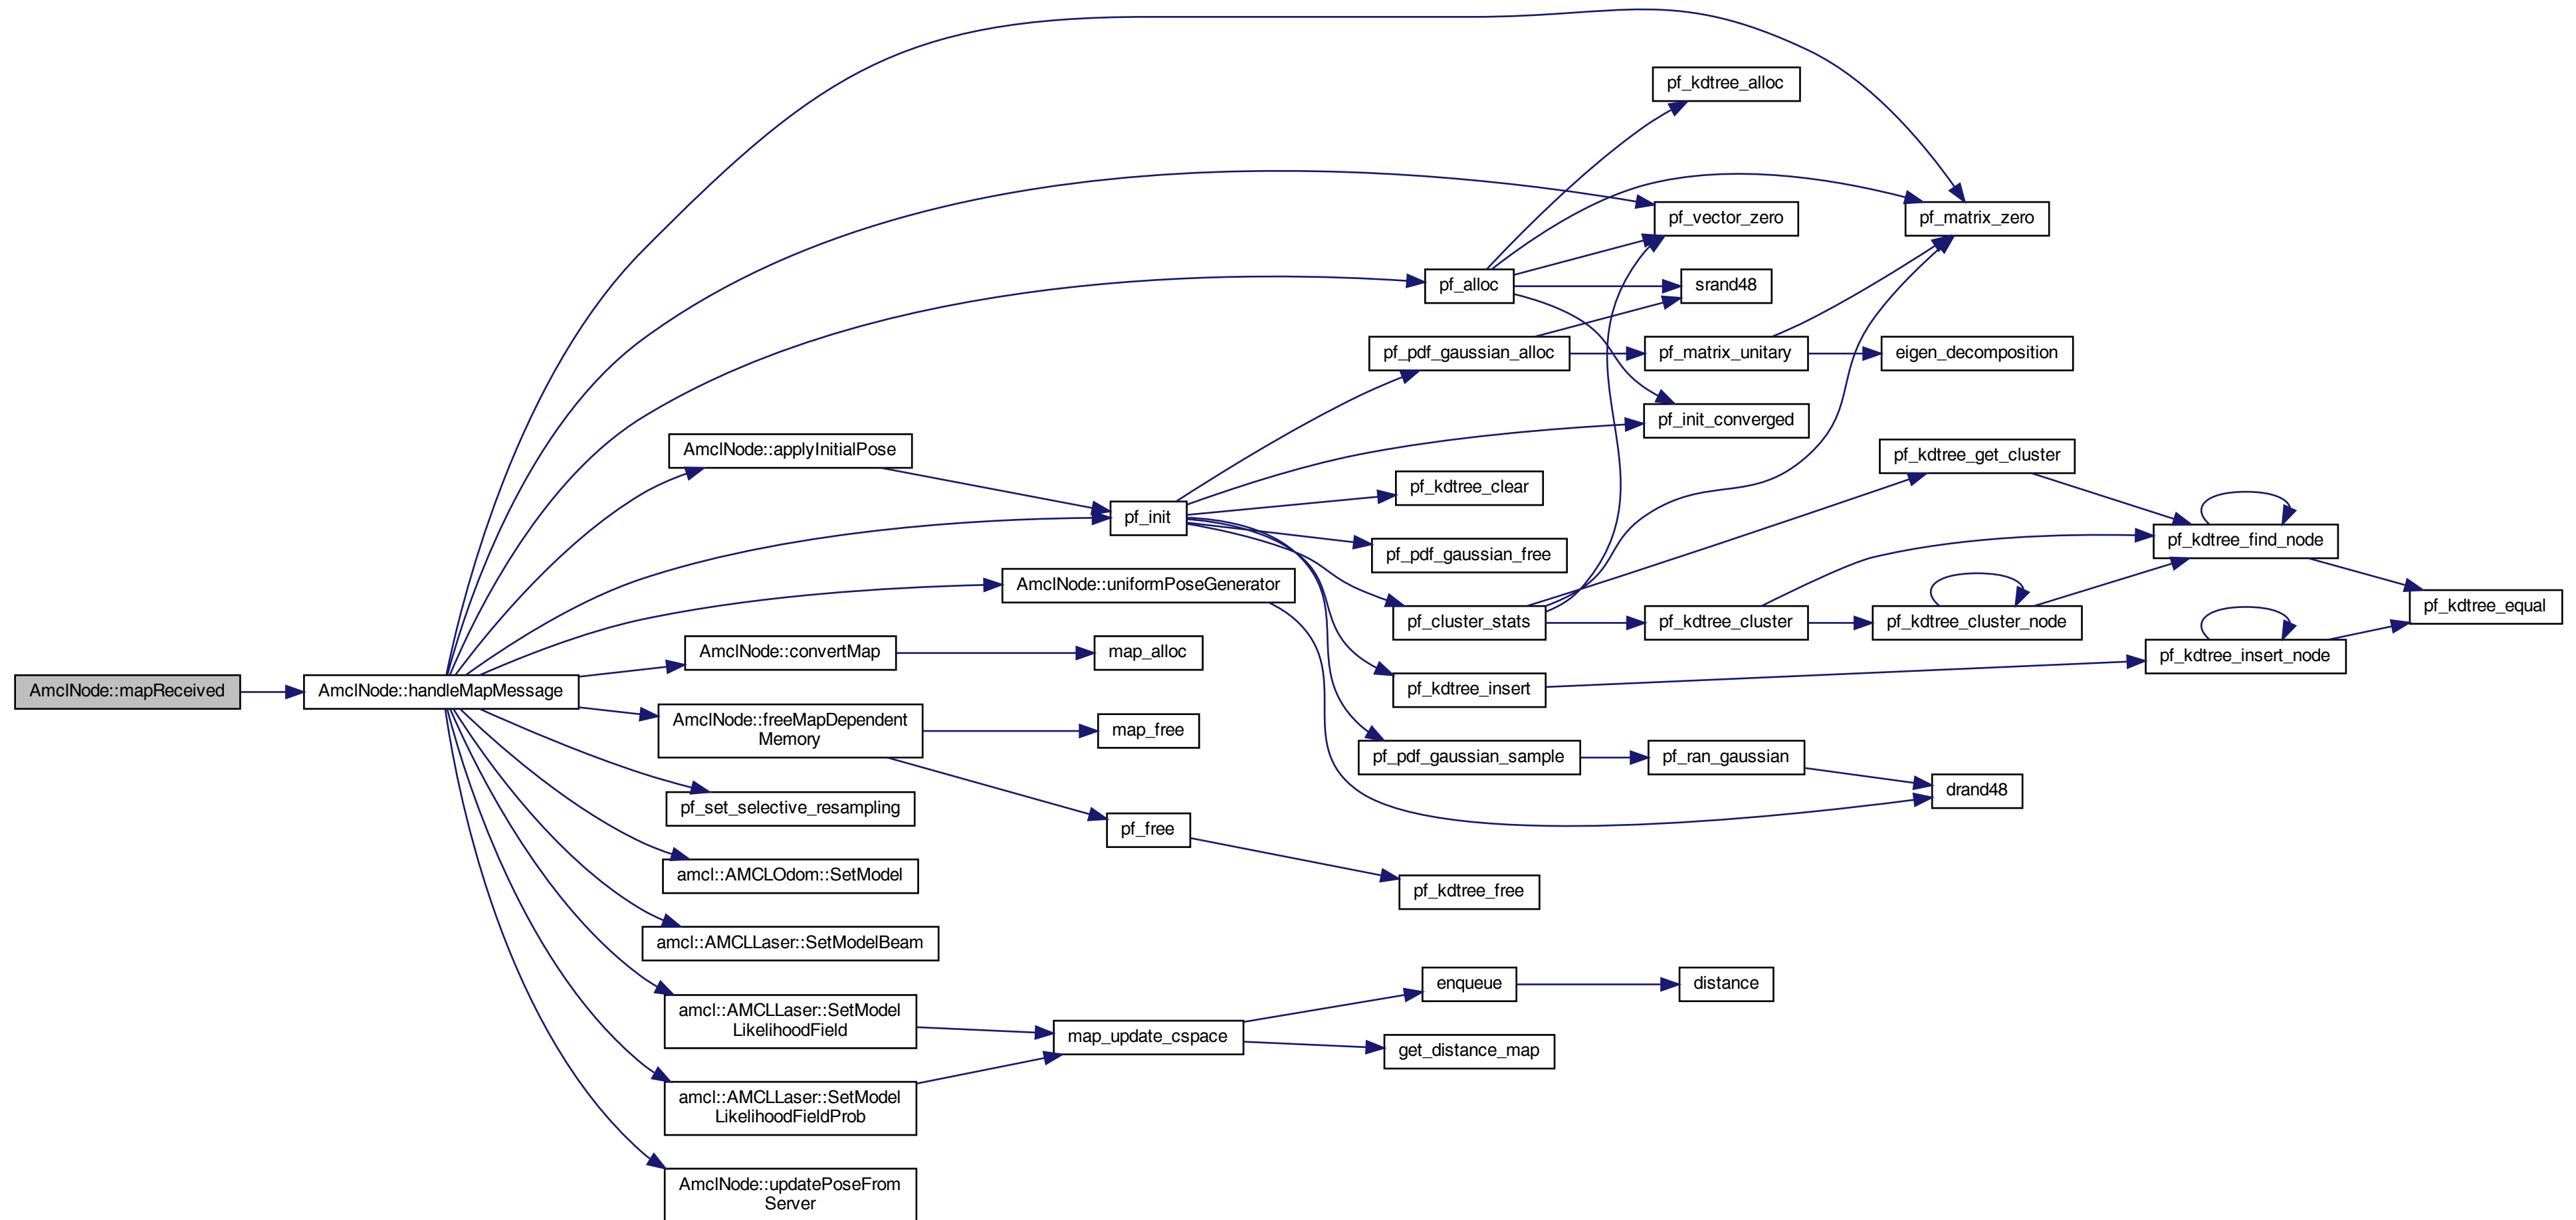 pf_kdtree_alloc
pf_vector_zero
pf_matrix_zero
pf_alloc
srand48
pf_pdf_gaussian_alloc
pf_matrix_unitary
eigen_decomposition
pf_init_converged
AmclNode::applyInitialPose
pf_kdtree_get_cluster
pf_kdtree_clear
pf_init
pf_kdtree_find_node
pf_pdf_gaussian_free
AmclNode::uniformPoseGenerator
pf_kdtree_equal
pf_cluster_stats
pf_kdtree_cluster
pf_kdtree_cluster_node
AmclNode::convertMap
map_alloc
pf_kdtree_insert_node
AmclNode::mapReceived
AmclNode::handleMapMessage
pf_kdtree_insert
AmclNode::freeMapDependent
Memory
map_free
pf_pdf_gaussian_sample
pf_ran_gaussian
drand48
pf_set_selective_resampling
pf_free
amcl::AMCLOdom::SetModel
pf_kdtree_free
amcl::AMCLLaser::SetModelBeam
enqueue
distance
amcl::AMCLLaser::SetModel
LikelihoodField
map_update_cspace
get_distance_map
amcl::AMCLLaser::SetModel
LikelihoodFieldProb
AmclNode::updatePoseFrom
Server